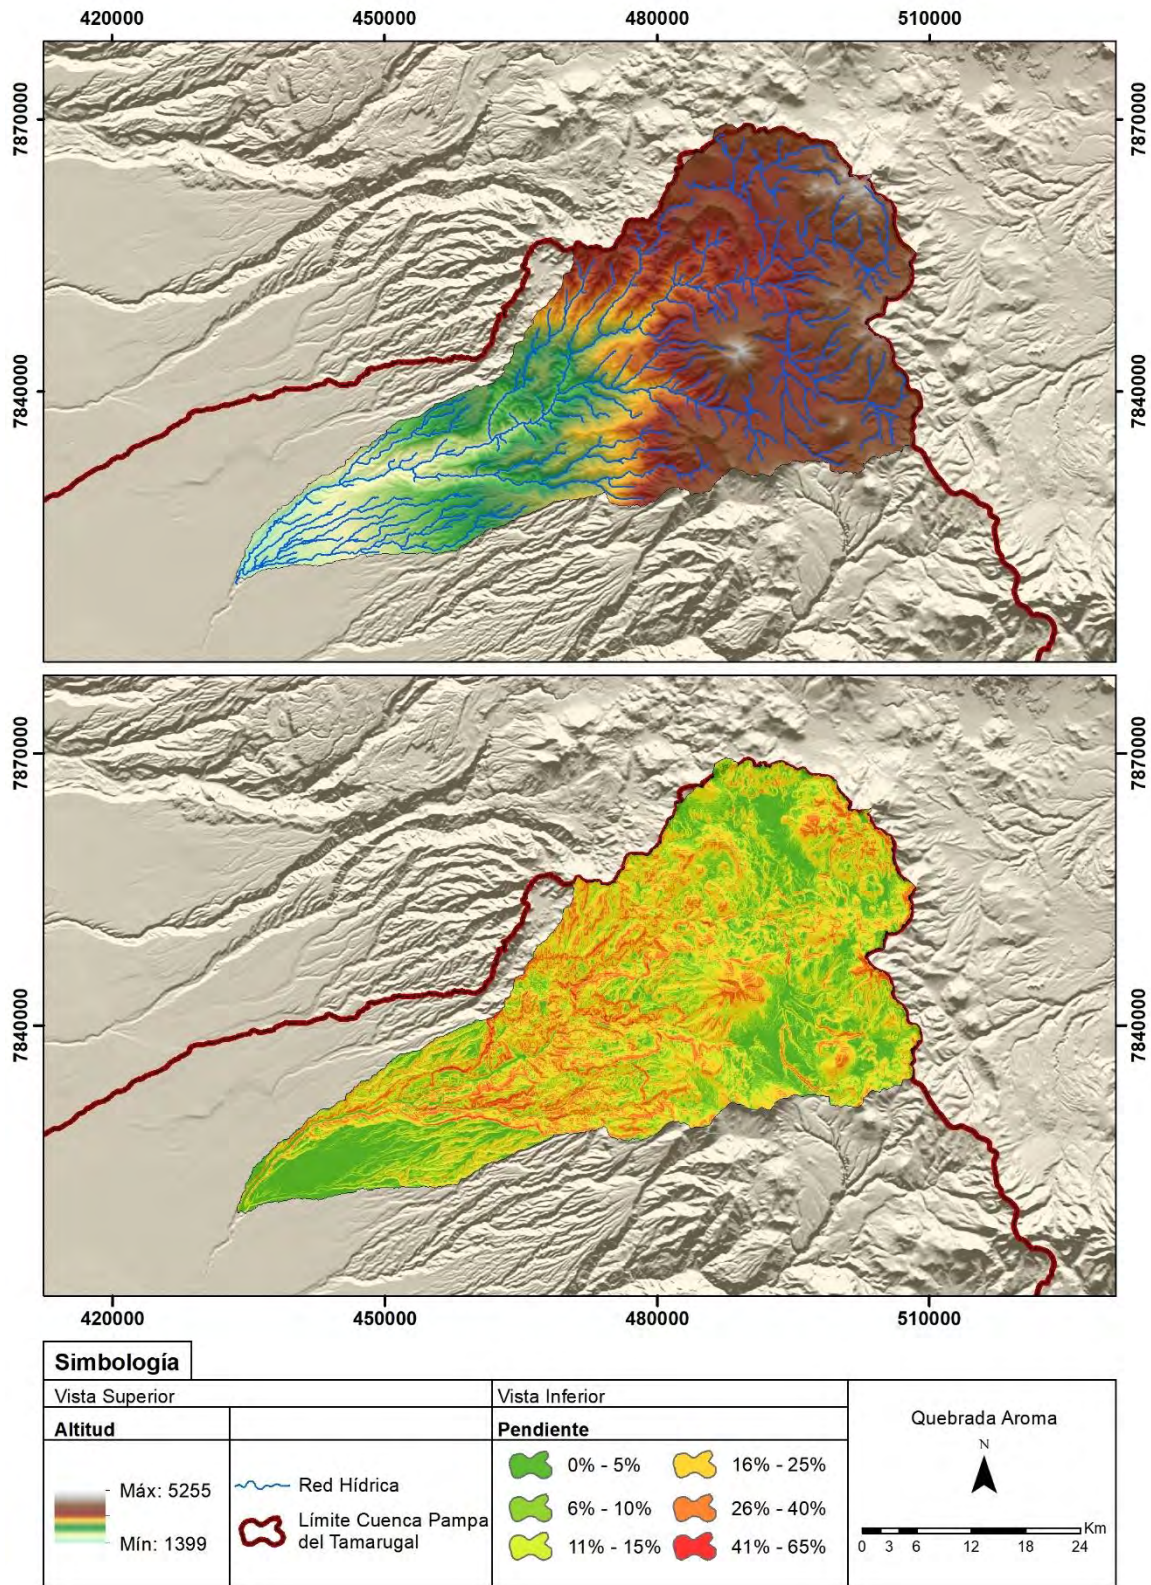 420000 450000 480000 510000
7870000 7870000
7840000 7840000
7870000 7870000
7840000 7840000
420000 450000 480000 510000
Simbología
Vista Superior
Altitud
Máx: 5255
Mín: 1399
Red Hídrica
Límite Cuenca Pampa
del Tamarugal
Vista Inferior
Pendiente
0% - 5%
6% - 10%
11% - 15%
16% - 25%
26% - 40%
41% - 65%
Quebrada Aroma
N
Km
0 3 6 12 18 24